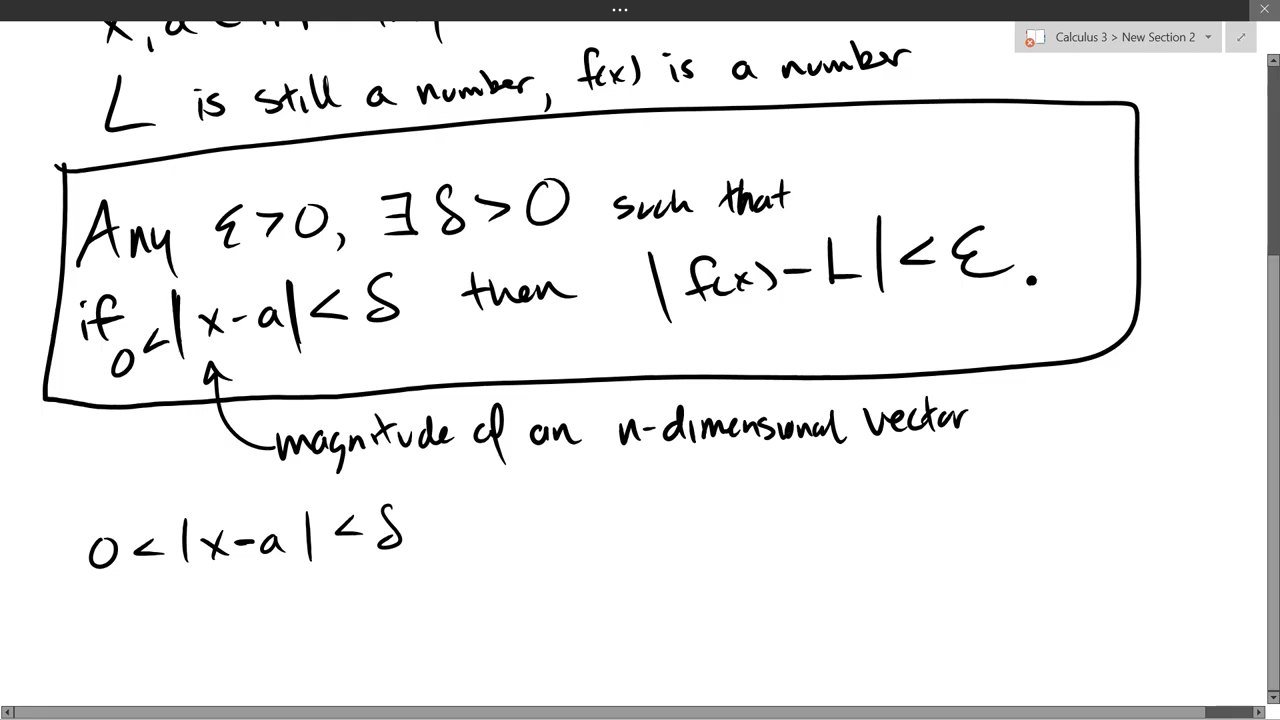 x, a
Calculus 3 > New Section 2
L is still a number, f(x) is a number
Any ε > 0, ∃ δ > 0 such that
if 0 < |x - a| < δ then |f(x) - L| < ε.
magnitude of an n-dimensional vector
0 < |x - a| < δ